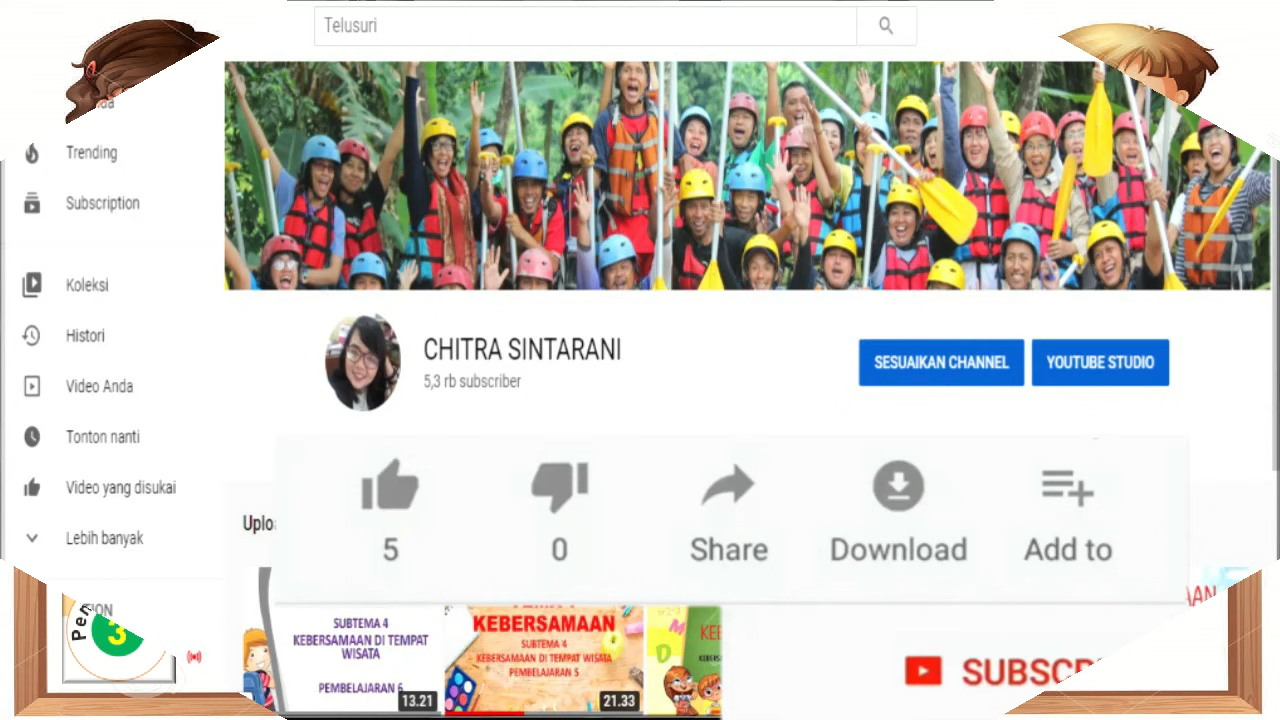 Telusuri
Trending
Subscription
Koleksi
Histori
Video Anda
Tonton nanti
Video yang disukai
Lebih banyak
CHITRA SINTARANI
5,3 rb subscriber
SESUAIKAN CHANNEL
YOUTUBE STUDIO
5
0
Share
Download
Add to
SUBTEMA 4
KEBERSAMAAN DI TEMPAT
WISATA
PEMBELAJARAN 6
13.21
KEBERSAMAAN
SUBTEMA 4
KEBERSAMAAN DI TEMPAT WISATA
PEMBELAJARAN 5
21.33
3